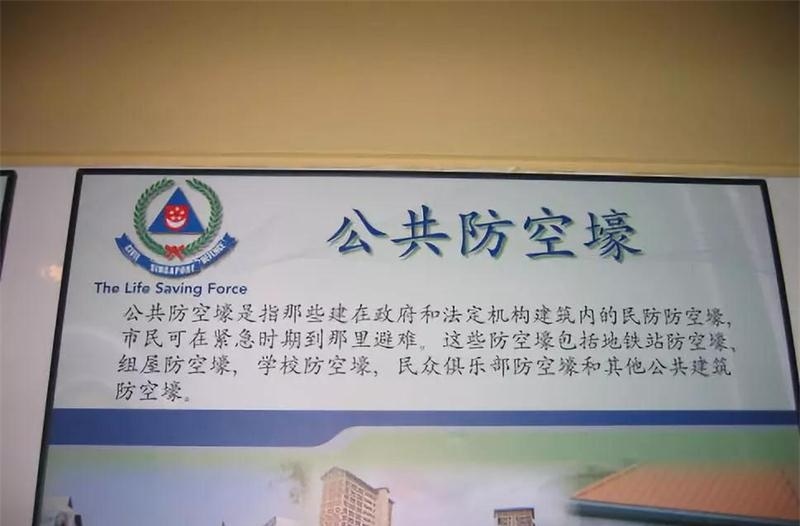 公共防空壕
CIVIL SINGAPORE DEFENCE
The Life Saving Force
公共防空壕是指那些建在政府和法定机构建筑内的民防防空壕，
市民可在紧急时期到那里避难。这些防空壕包括地铁站防空壕，
组屋防空壕，学校防空壕，民众俱乐部防空壕和其他公共建筑
防空壕。